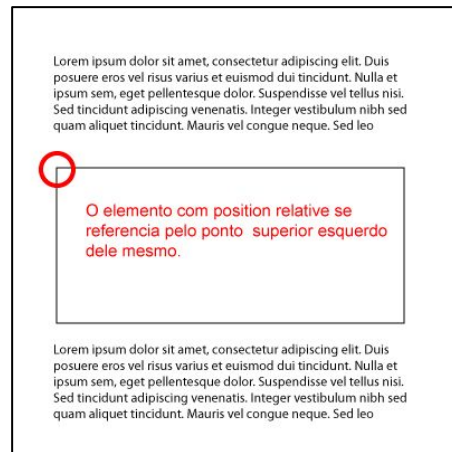 Lorem ipsum dolor sit amet, consectetur adipiscing elit. Duis
posuere eros vel risus varius et euismod dui tincidunt. Nulla et
ipsum sem, eget pellentesque dolor. Suspendisse vel tellus nisi.
Sed tincidunt adipiscing venenatis. Integer vestibulum nibh sed
quam aliquet tincidunt. Mauris vel congue neque. Sed leo
O elemento com position relative se
referencia pelo ponto superior esquerdo
dele mesmo.
Lorem ipsum dolor sit amet, consectetur adipiscing elit. Duis
posuere eros vel risus varius et euismod dui tincidunt. Nulla et
ipsum sem, eget pellentesque dolor. Suspendisse vel tellus nisi.
Sed tincidunt adipiscing venenatis. Integer vestibulum nibh sed
quam aliquet tincidunt. Mauris vel congue neque. Sed leo